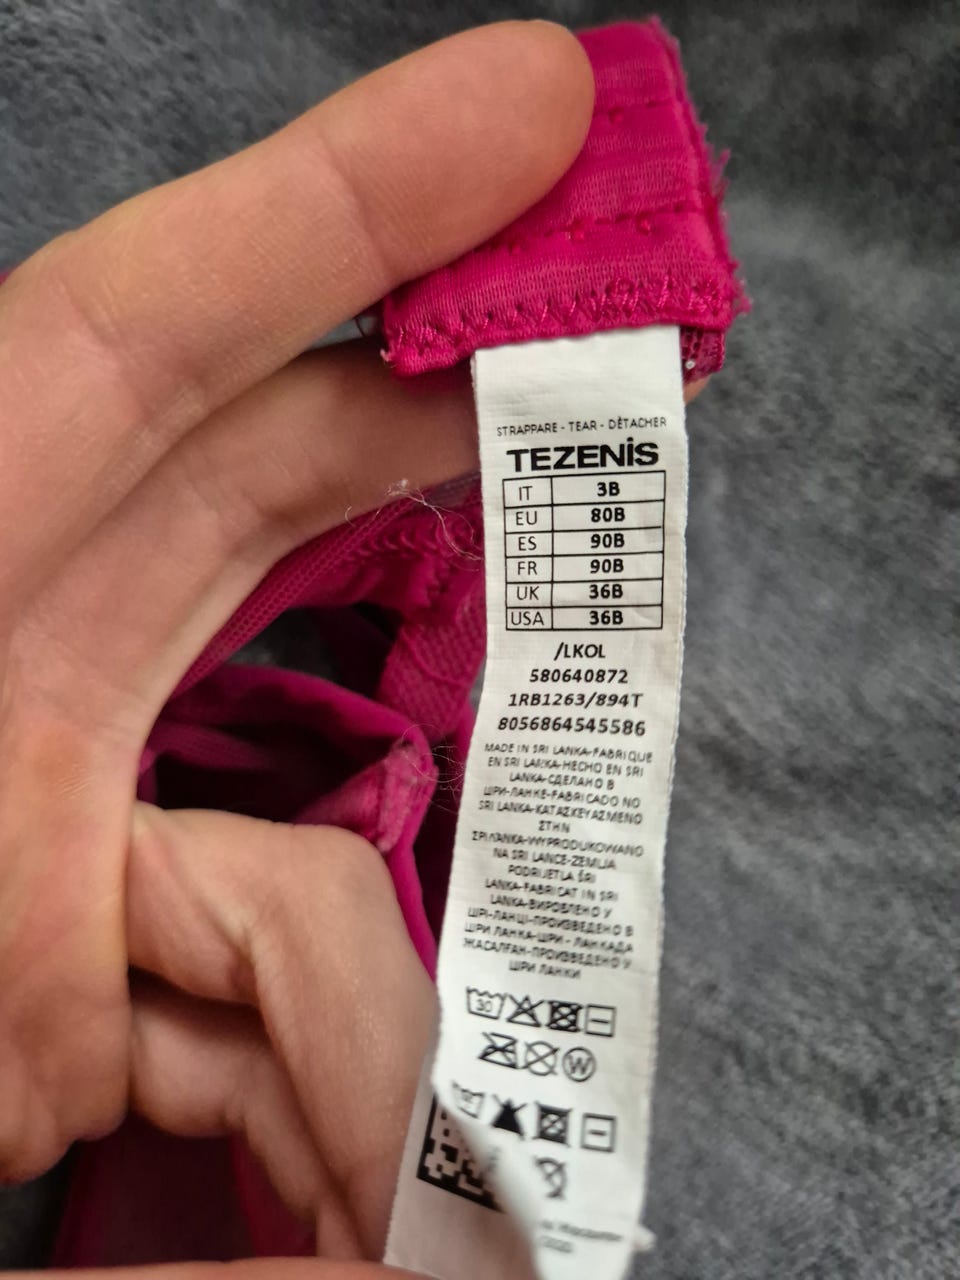 STRAPPARE - TEAR - DÈTACHER
TEZENİS
IT 3B
EU 80B
ES 90B
FR 90B
UK 36B
USA 36B
/LKOL
580640872
1RB1263/894T
8056864545586
MADE IN SRI LANKA-FABRIQUE
EN SRI LANKA-HECHO EN SRI
LANKA-СДЕЛАНО В
ШРИ-ЛАНКЕ-FABRICADO NO
SRI LANKA-ΚΑΤΑΣΚΕΥΑΣΜΕΝΟ
ΣΤΗΝ
ΣΡΙ ΛΑΝΚΑ-WYPRODUKOWANO
NA SRI LANCE-ZEMLJA
PODRIJETLA ŠRI
LANKA-FABRICAT IN SRI
LANKA-ВИРОБЛЕНО У
ШРІ-ЛАНЦІ-ПРОИЗВЕДЕНО В
ШРИ ЛАНКА-ШРИ - ЛАНКАДА
ЖАСАЛҒАН-ПРОИЗВЕДЕНО У
ШРИ ЛАНКИ
30
W